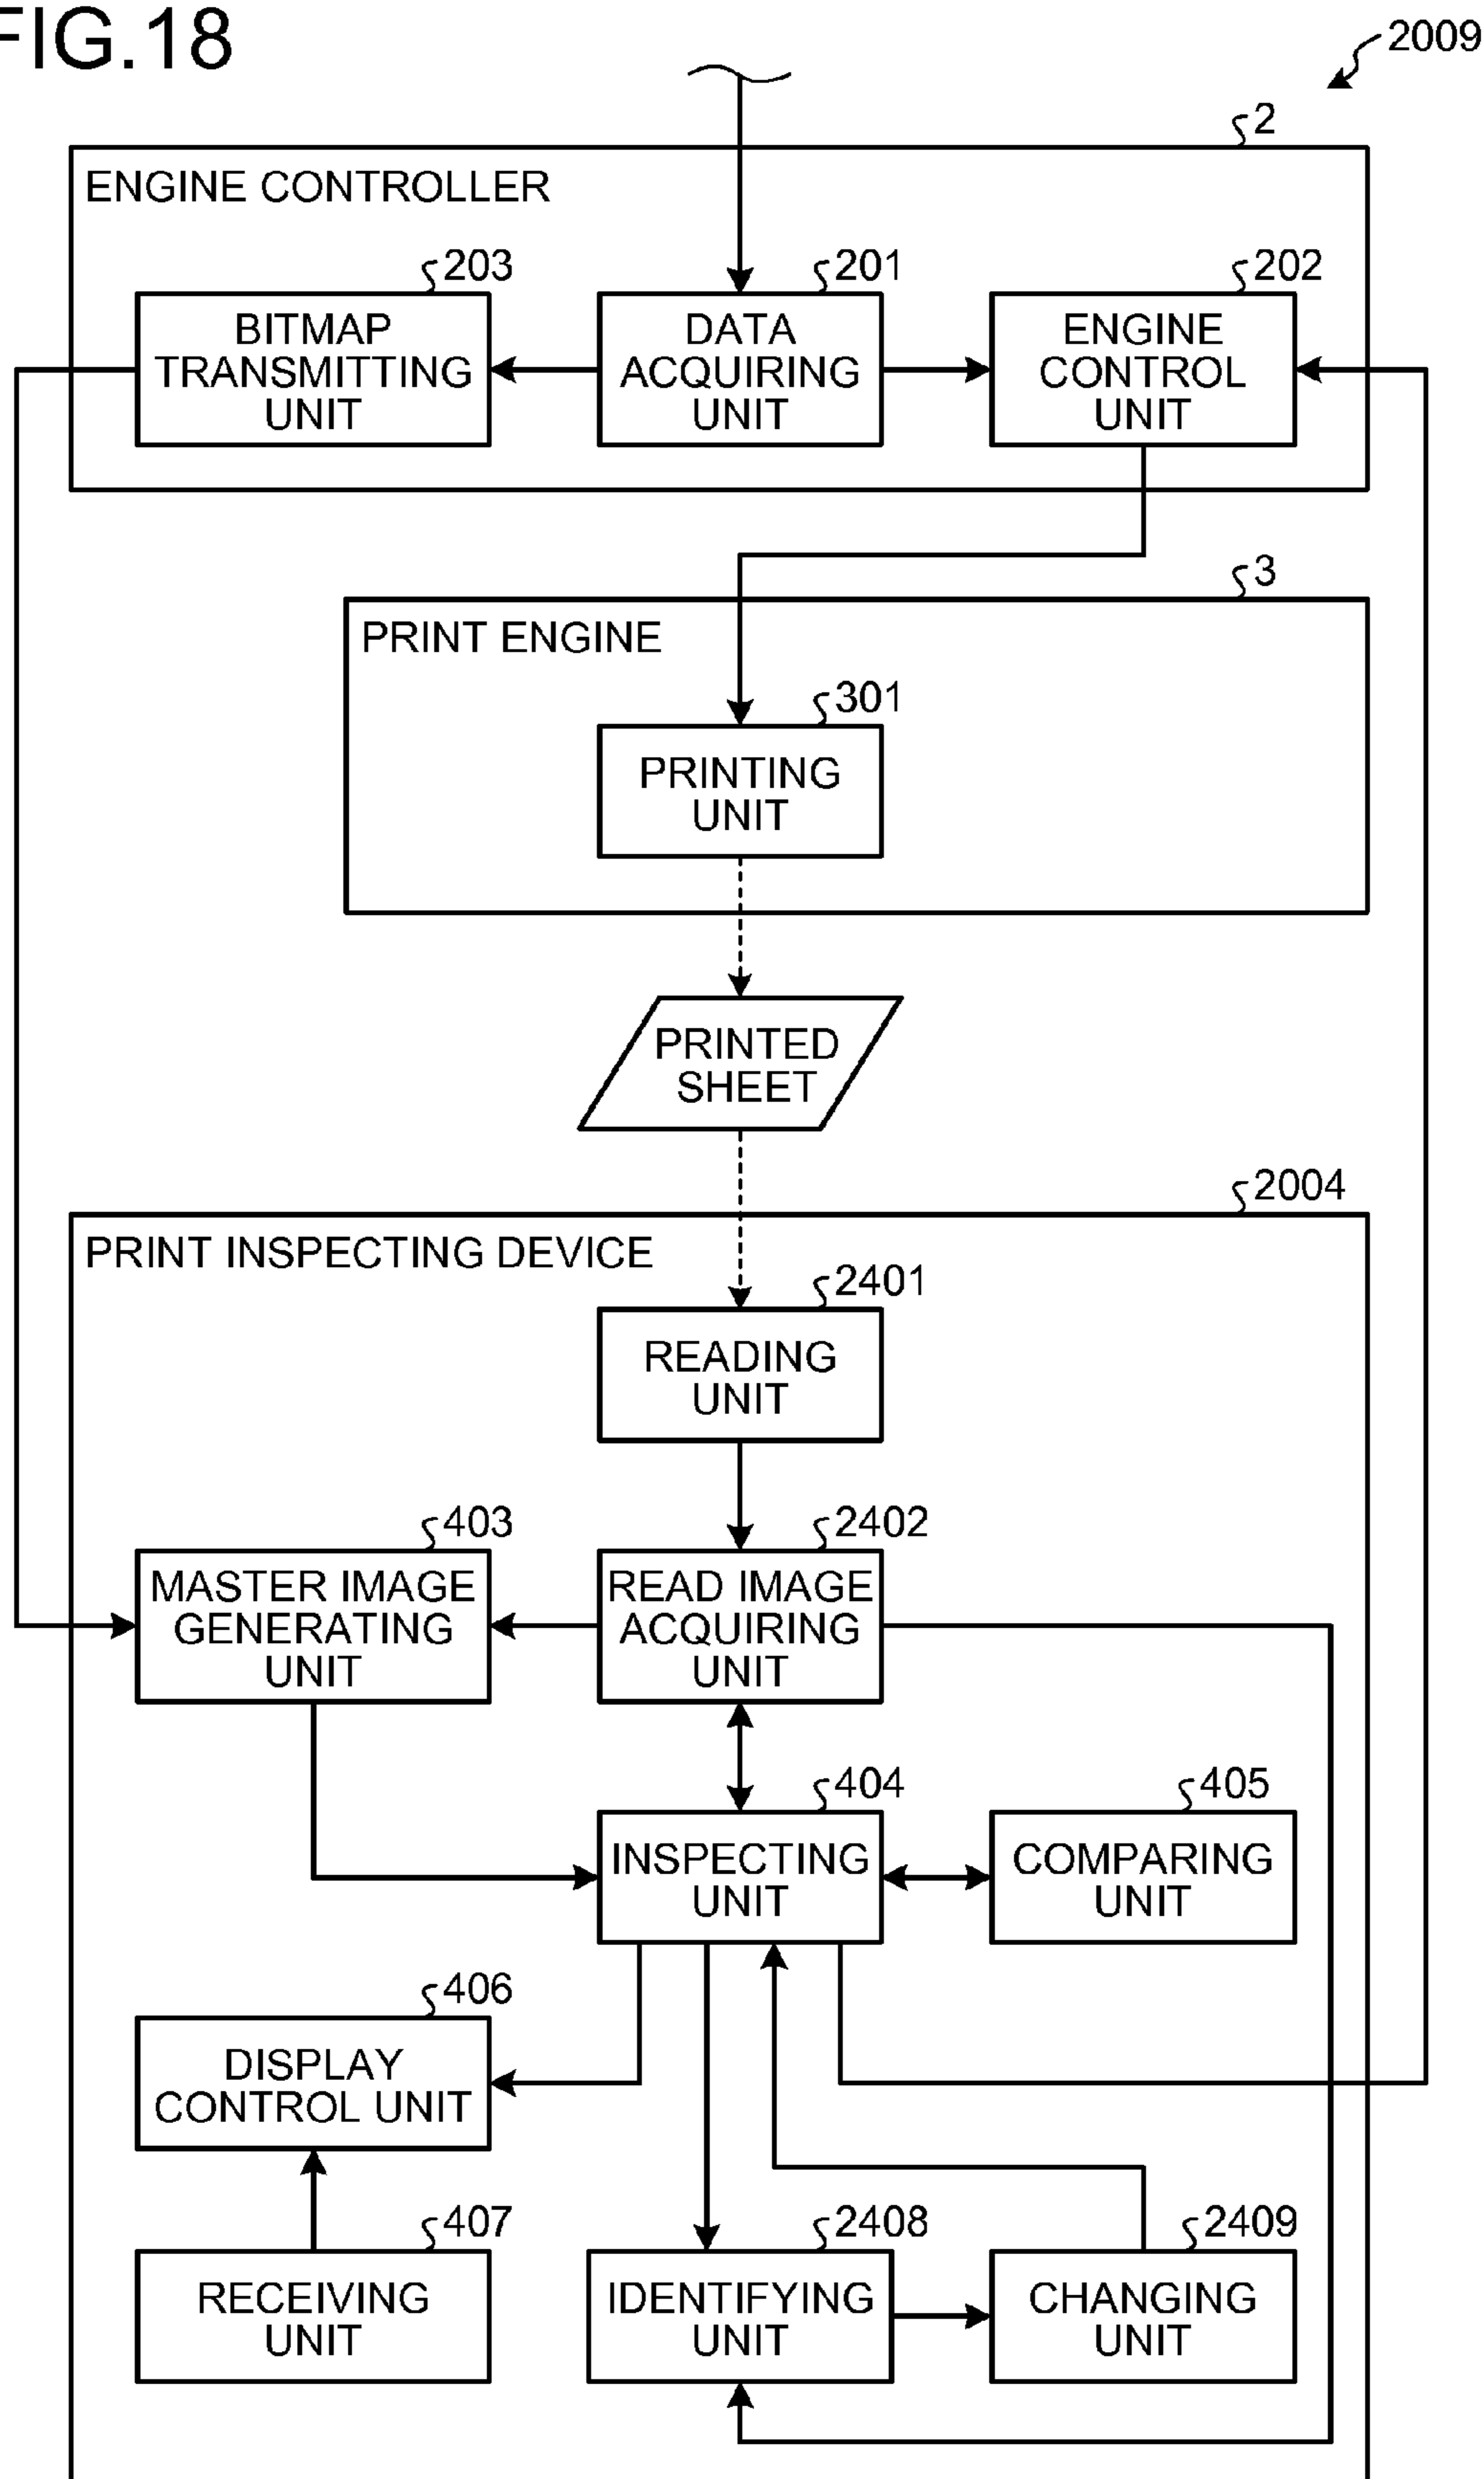 FIG.18
2009
2
ENGINE CONTROLLER
203
201
202
BITMAP
TRANSMITTING
UNIT
DATA
ACQUIRING
UNIT
ENGINE
CONTROL
UNIT
3
PRINT ENGINE
301
PRINTING
UNIT
PRINTED
SHEET
2004
PRINT INSPECTING DEVICE
2401
READING
UNIT
403
2402
MASTER IMAGE
GENERATING
UNIT
READ IMAGE
ACQUIRING
UNIT
404
405
INSPECTING
UNIT
COMPARING
UNIT
406
DISPLAY
CONTROL UNIT
407
2408
2409
RECEIVING
UNIT
IDENTIFYING
UNIT
CHANGING
UNIT